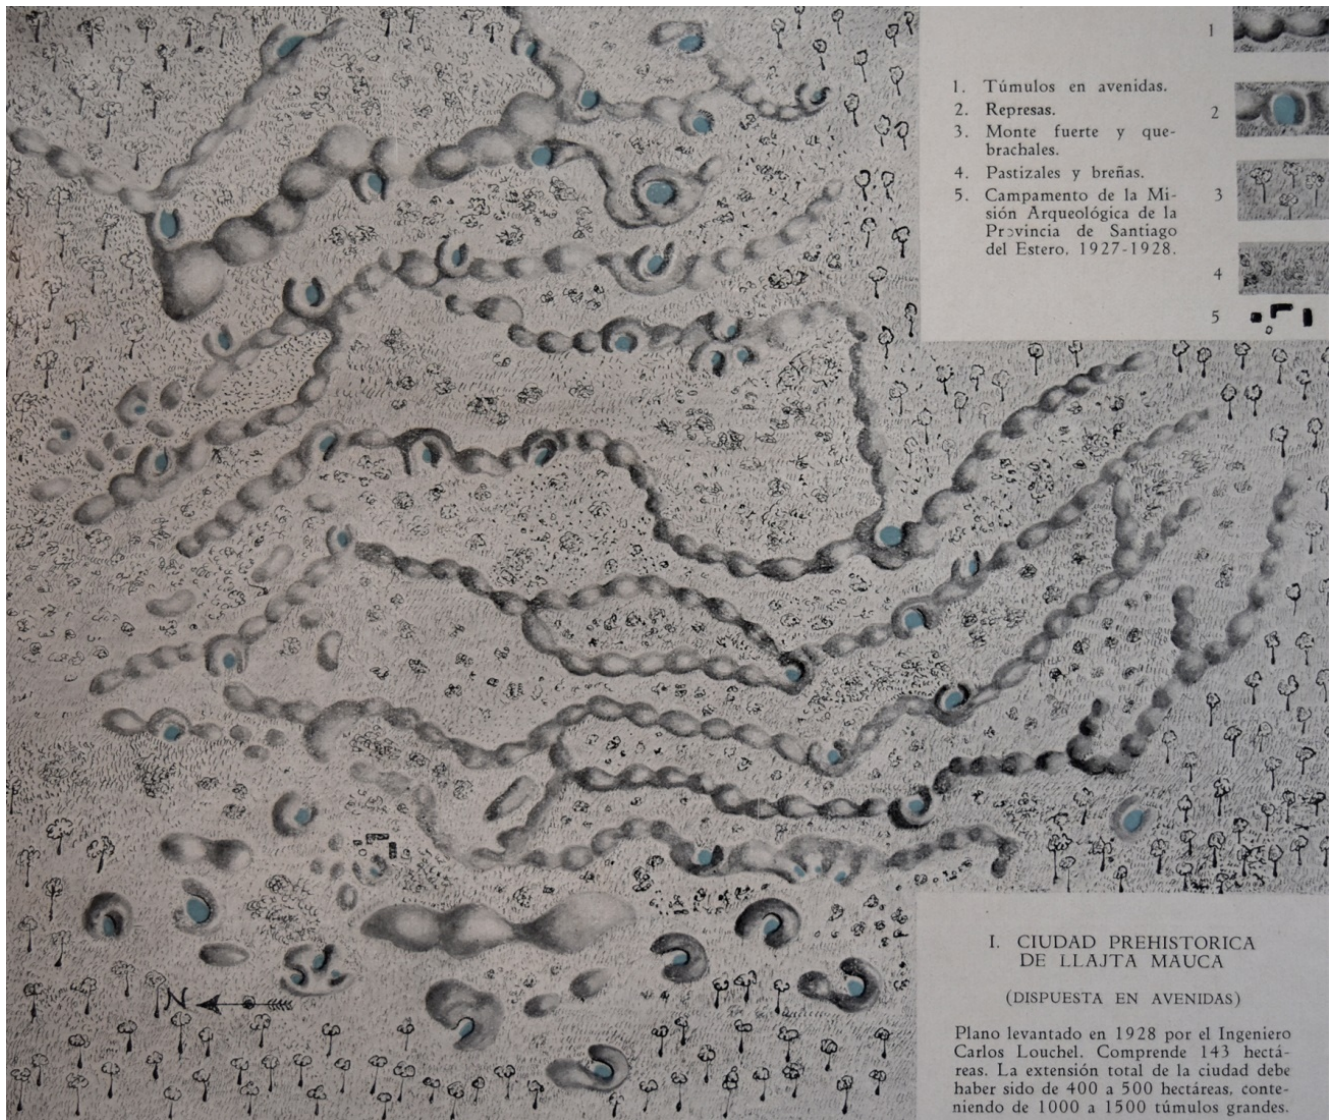 1
1. Túmulos en avenidas.
2. Represas.
2
3. Monte fuerte y que-
brachales.
4. Pastizales y breñas.
3
5. Campamento de la Mi-
sión Arqueológica de la
Provincia de Santiago
del Estero, 1927-1928.
4
5
N
I. CIUDAD PREHISTORICA
DE LLAJTA MAUCA
(DISPUESTA EN AVENIDAS)
Plano levantado en 1928 por el Ingeniero
Carlos Louchel. Comprende 143 hectá-
reas. La extensión total de la ciudad debe
haber sido de 400 a 500 hectáreas, conte-
niendo de 1000 a 1500 túmulos grandes.